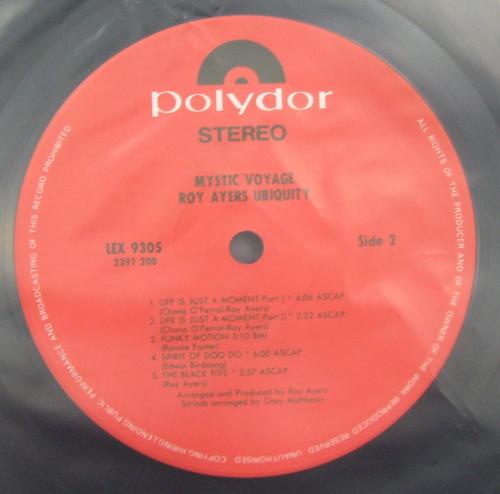 polydor
STEREO
MYSTIC VOYAGE
ROY AYERS UBIQUITY
LEX 9305
2391 200
Side 2
1. LIFE IS JUST A MOMENT-Part I * 4:06 ASCAP
(Chano O'Ferral-Roy Ayers)
2. LIFE IS JUST A MOMENT-Part II * 2:32 ASCAP
(Chano O'Ferral-Roy Ayers)
3. FUNKY MOTION 3:10 BMI
(Ronnie Foster)
4. SPIRIT OF DOO DO * 6:00 ASCAP
(Edwin Birdsong)
5. THE BLACK FIVE * 3:57 ASCAP
(Roy Ayers)
Arranged and Produced by Roy Ayers
Strinds arranged by Onzy Matthews
ALL RIGHTS OF THE PRODUCER AND OF THE OWNER OF THE WORK REPRODUCED RESERVED UNAUTHORISED COPYING HIRING, LENDING, PUBLIC PERFORMANCE AND BROADCASTING OF THIS RECORD PROHIBITED